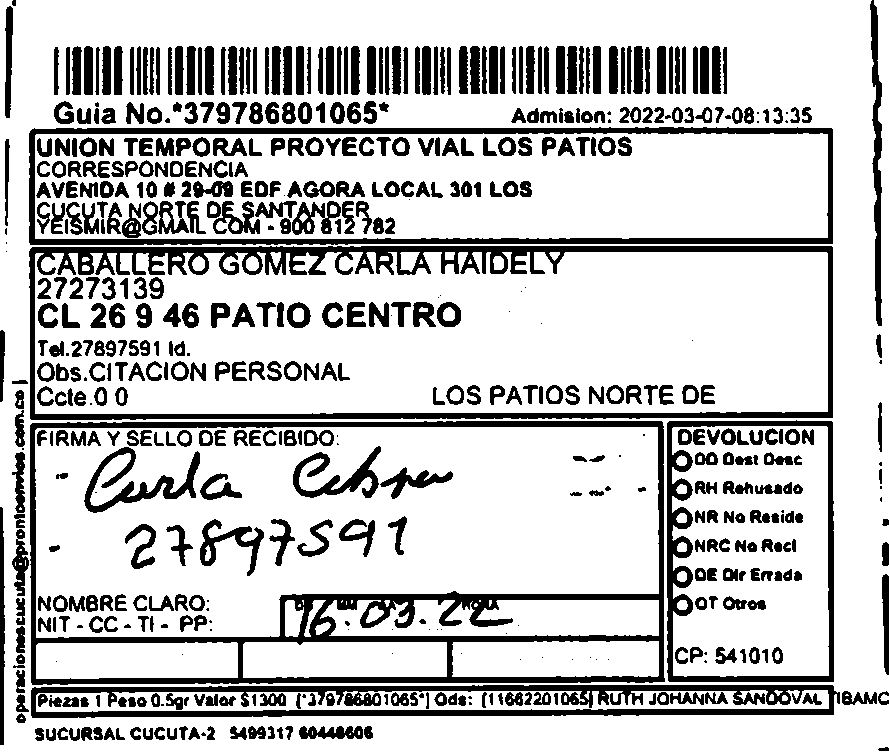 Guia No.*379786801065*
Admision: 2022-03-07-08:13:35
UNION TEMPORAL PROYECTO VIAL LOS PATIOS
CORRESPONDENCIA
AVENIDA 10 # 29-09 EDF AGORA LOCAL 301 LOS
CUCUTA NORTE DE SANTANDER
YEISMIR@GMAIL COM - 900 812 782
CABALLERO GOMEZ CARLA HAIDELY
27273139
CL 26 9 46 PATIO CENTRO
Tel.27897591 Id.
Obs.CITACION PERSONAL
Ccte.0 0
LOS PATIOS NORTE DE
operacionescucuta@prontoenvios.com.co
FIRMA Y SELLO DE RECIBIDO:
- Carla
- 27897591
NOMBRE CLARO:
NIT - CC - TI - PP:
HORA
16.03.22
DEVOLUCION
DD Dest Desc
RH Rehusado
NR No Reside
NRC No Recl
DE Dir Errada
OT Otros
CP: 541010
Piezas 1 Peso 0.5gr Valor $1300 [*379786801065*] Ods: [11662201065] RUTH JOHANNA SANDOVAL TIBAMO
SUCURSAL CUCUTA-2 5499317 60448606